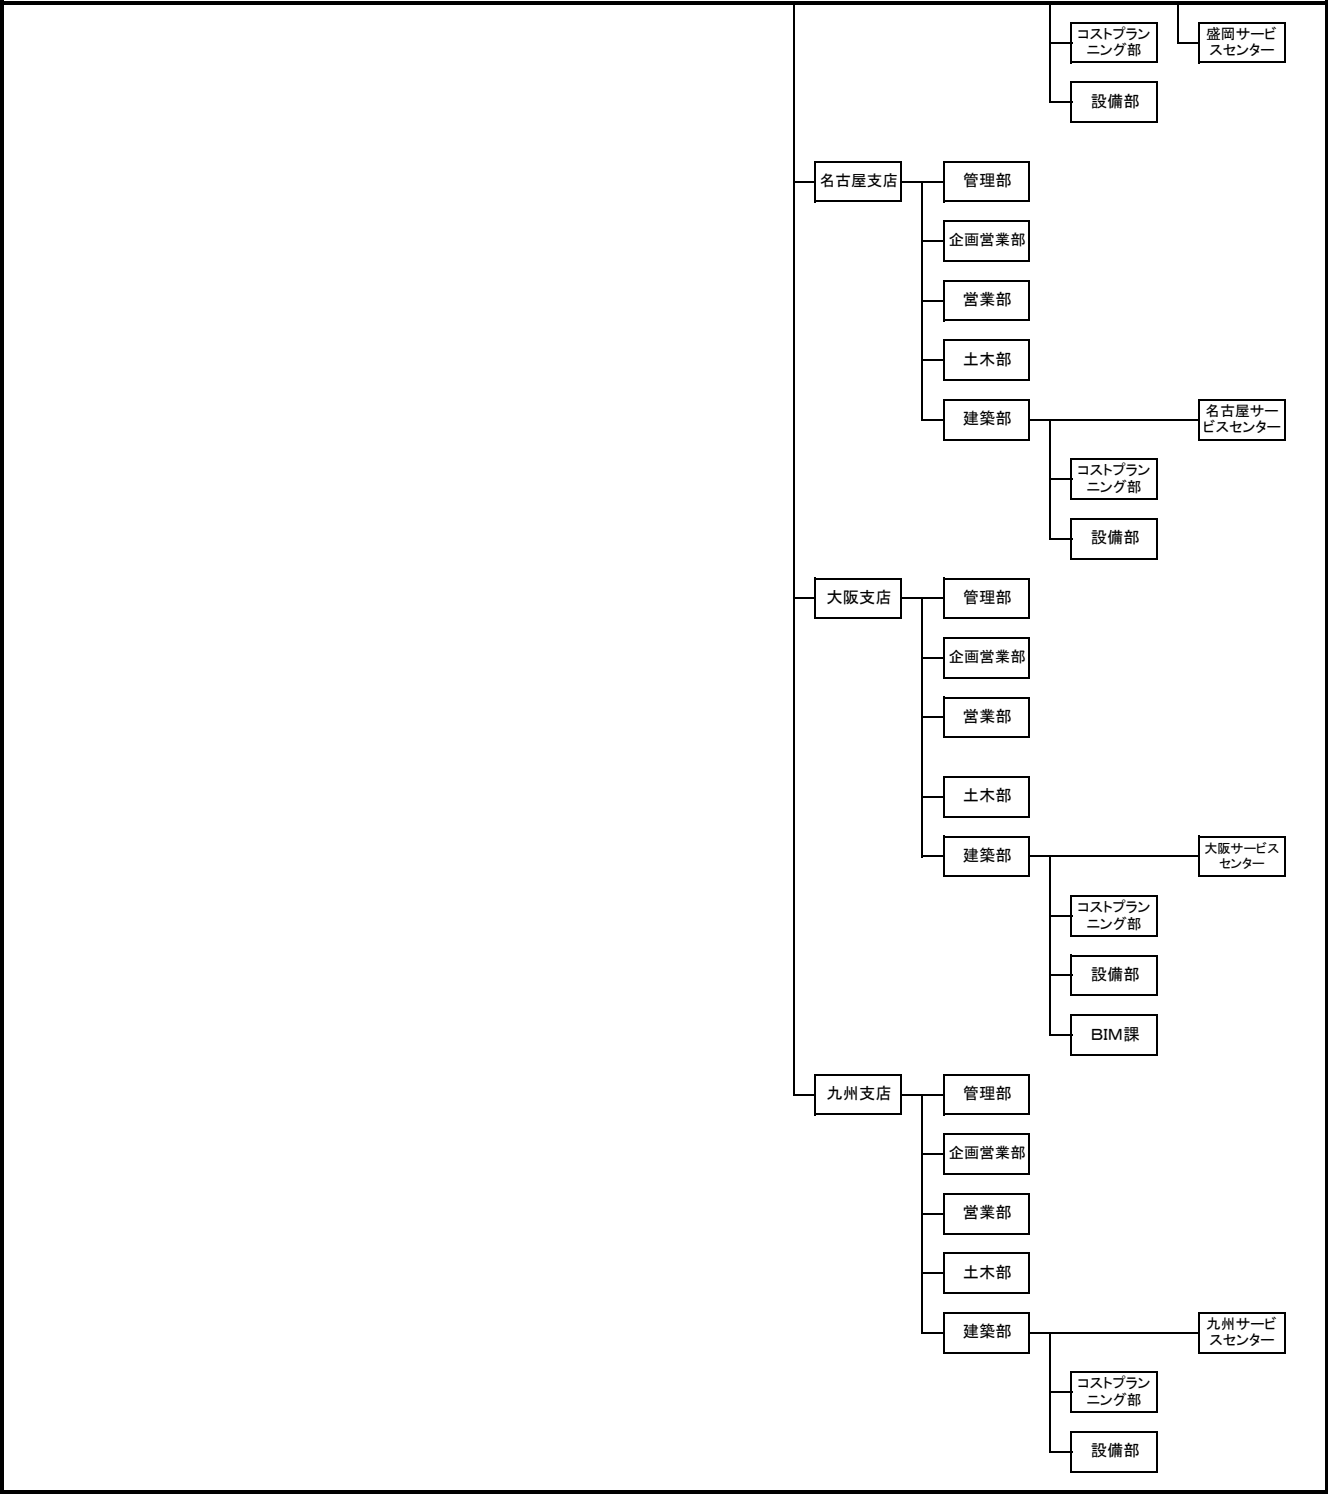 コストプラン
ニング部
盛岡サービ
スセンター
設備部
名古屋支店
管理部
企画営業部
営業部
土木部
建築部
名古屋サー
ビスセンター
コストプラン
ニング部
設備部
大阪支店
管理部
企画営業部
営業部
土木部
建築部
大阪サービス
センター
コストプラン
ニング部
設備部
BIM課
九州支店
管理部
企画営業部
営業部
土木部
建築部
九州サービ
スセンター
コストプラン
ニング部
設備部